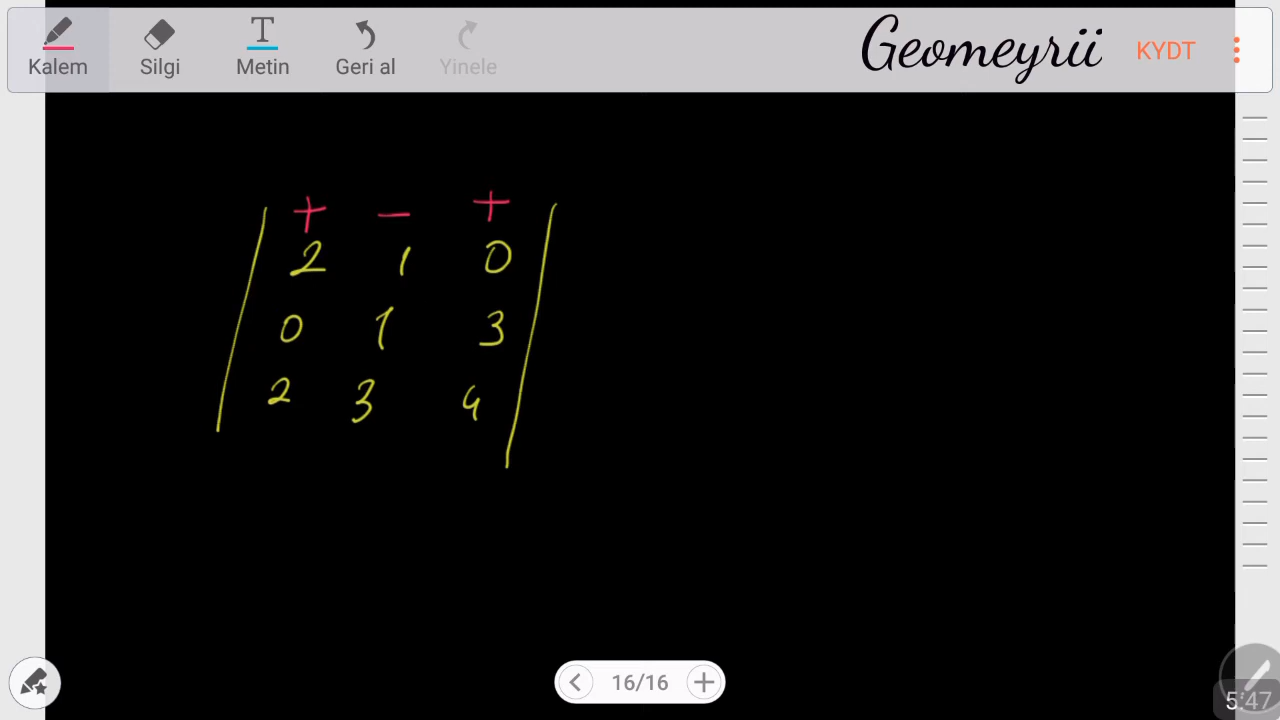 Kalem Silgi Metin Geri al Yinele Geomeyrii KYDT
+ − +
2 1 0
0 1 3
2 3 4
16/16
5:47